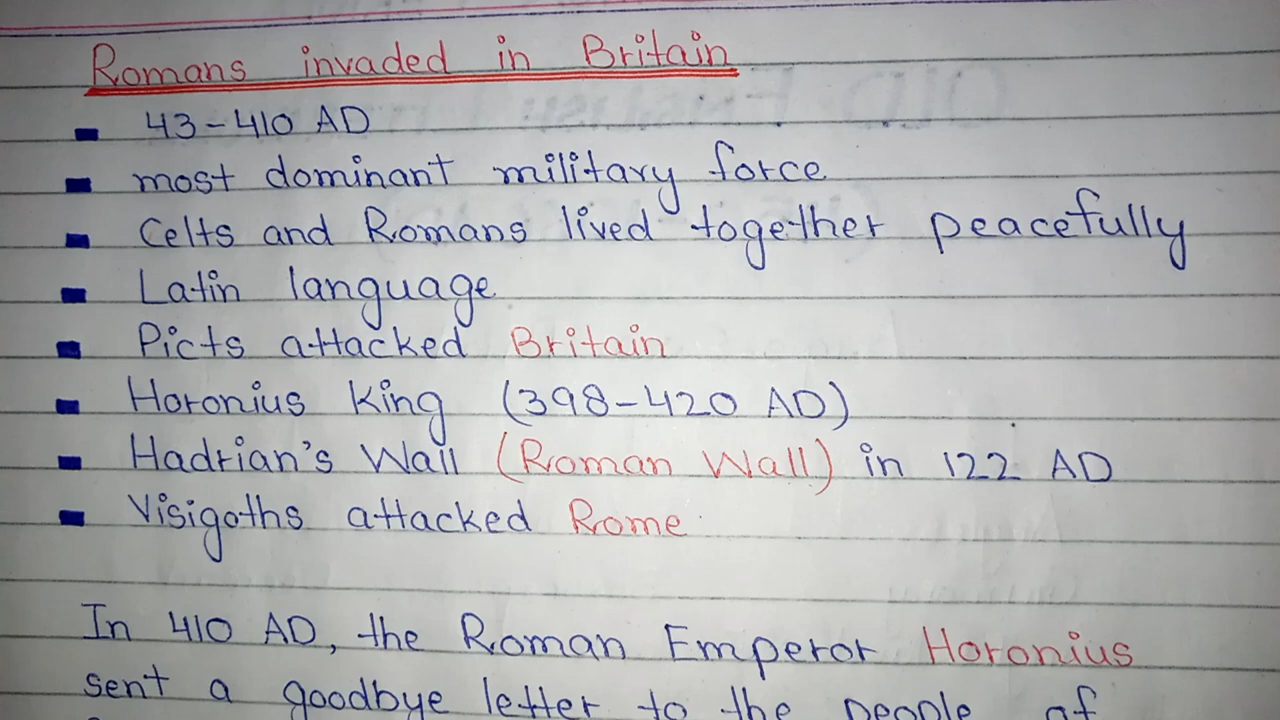 Romans invaded in Britain
43-410 AD
most dominant military force
Celts and Romans lived together peacefully
Latin language
Picts attacked Britain
Horonius King (398-420 AD)
Hadrian's Wall (Roman Wall) in 122 AD
Visigoths attacked Rome
In 410 AD, the Roman Emperor Horonius
sent a goodbye letter to the people of